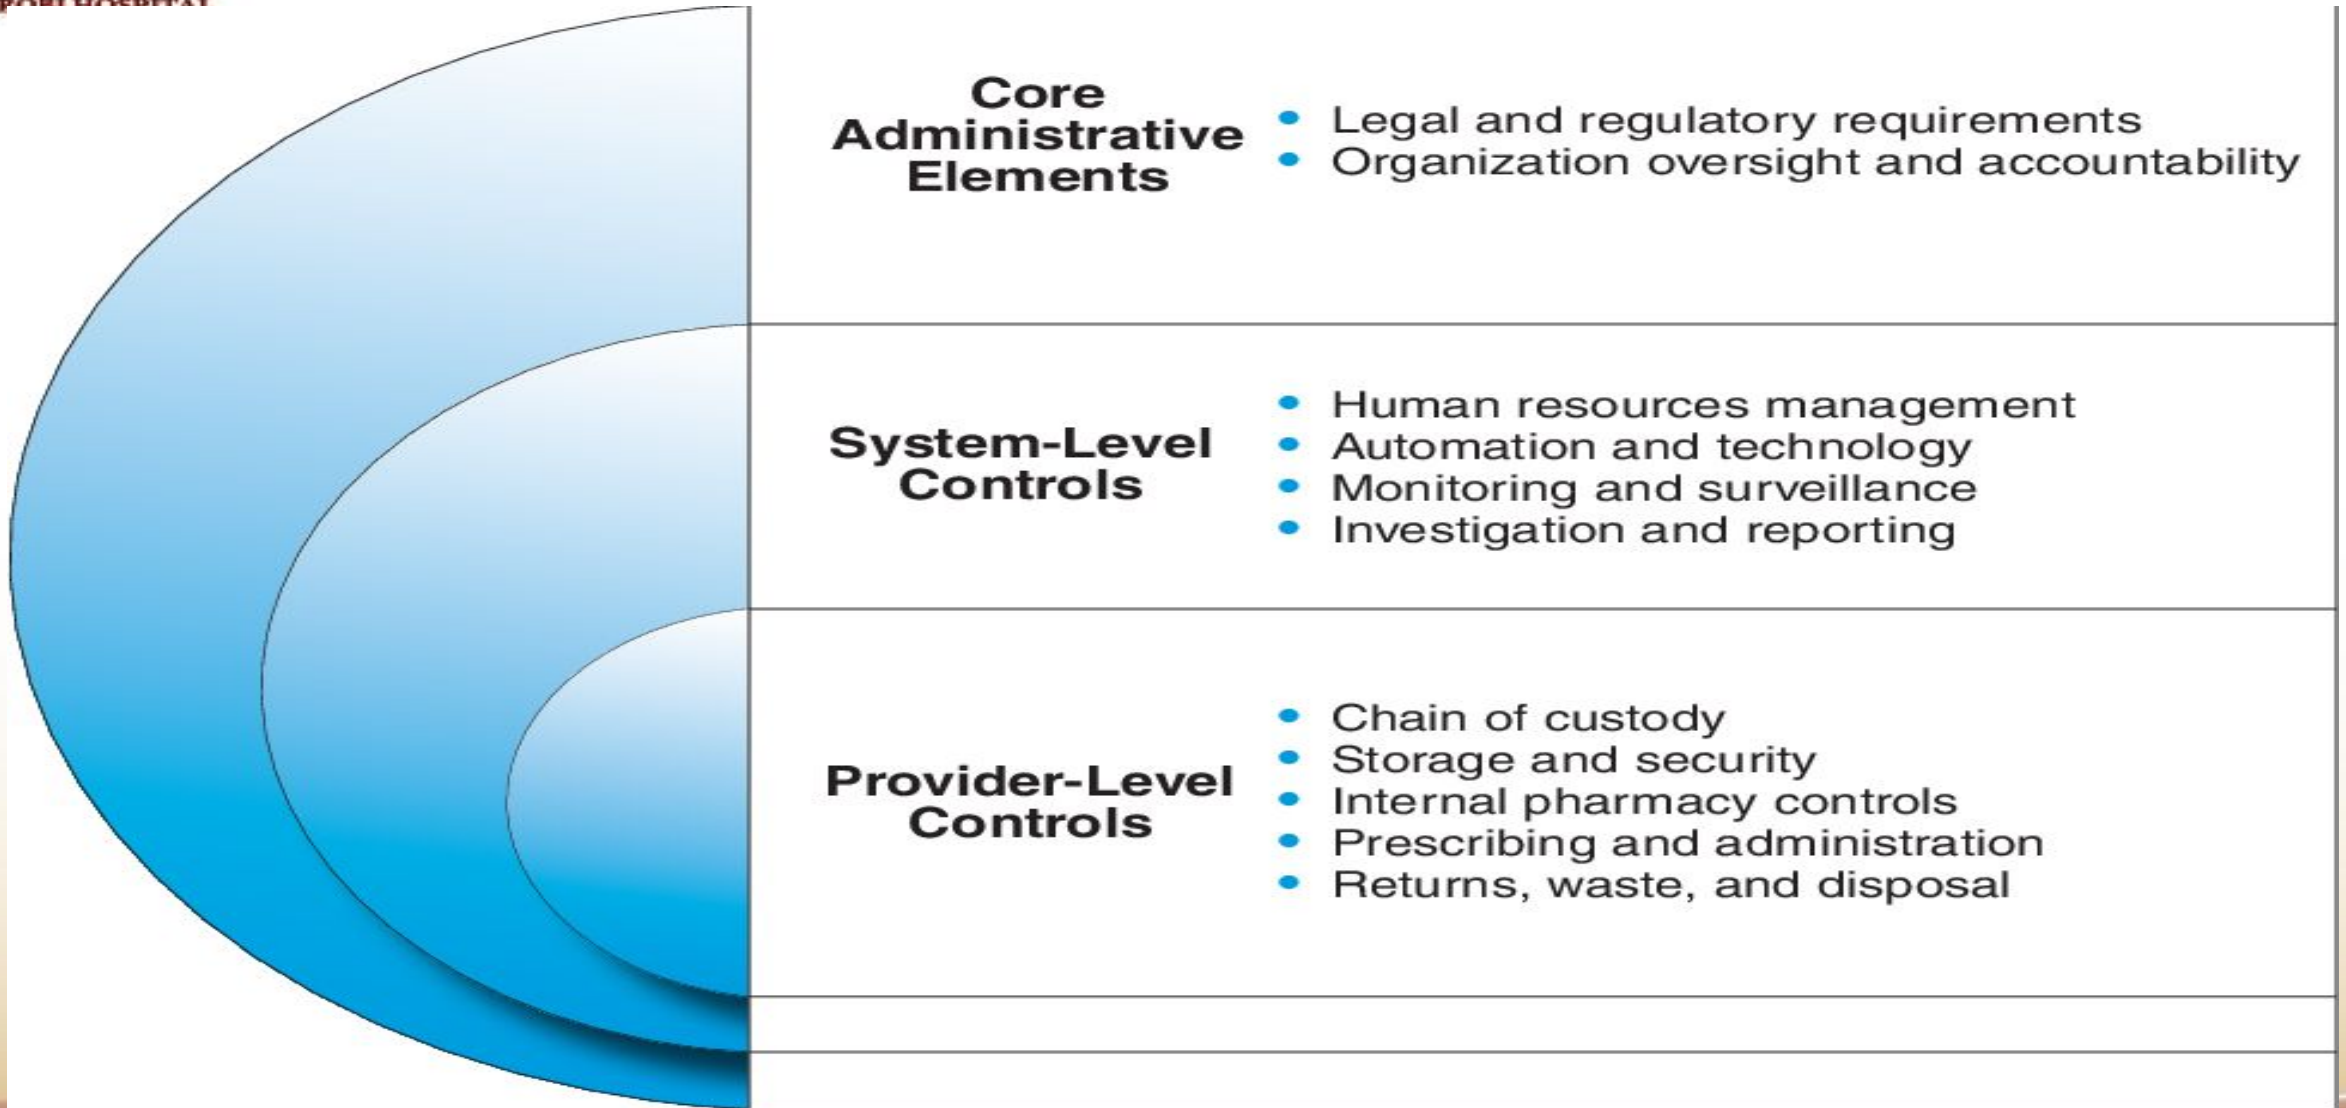 HOSPITAL
Core
Administrative
Elements
• Legal and regulatory requirements
• Organization oversight and accountability
System-Level
Controls
• Human resources management
• Automation and technology
• Monitoring and surveillance
• Investigation and reporting
Provider-Level
Controls
• Chain of custody
• Storage and security
• Internal pharmacy controls
• Prescribing and administration
• Returns, waste, and disposal